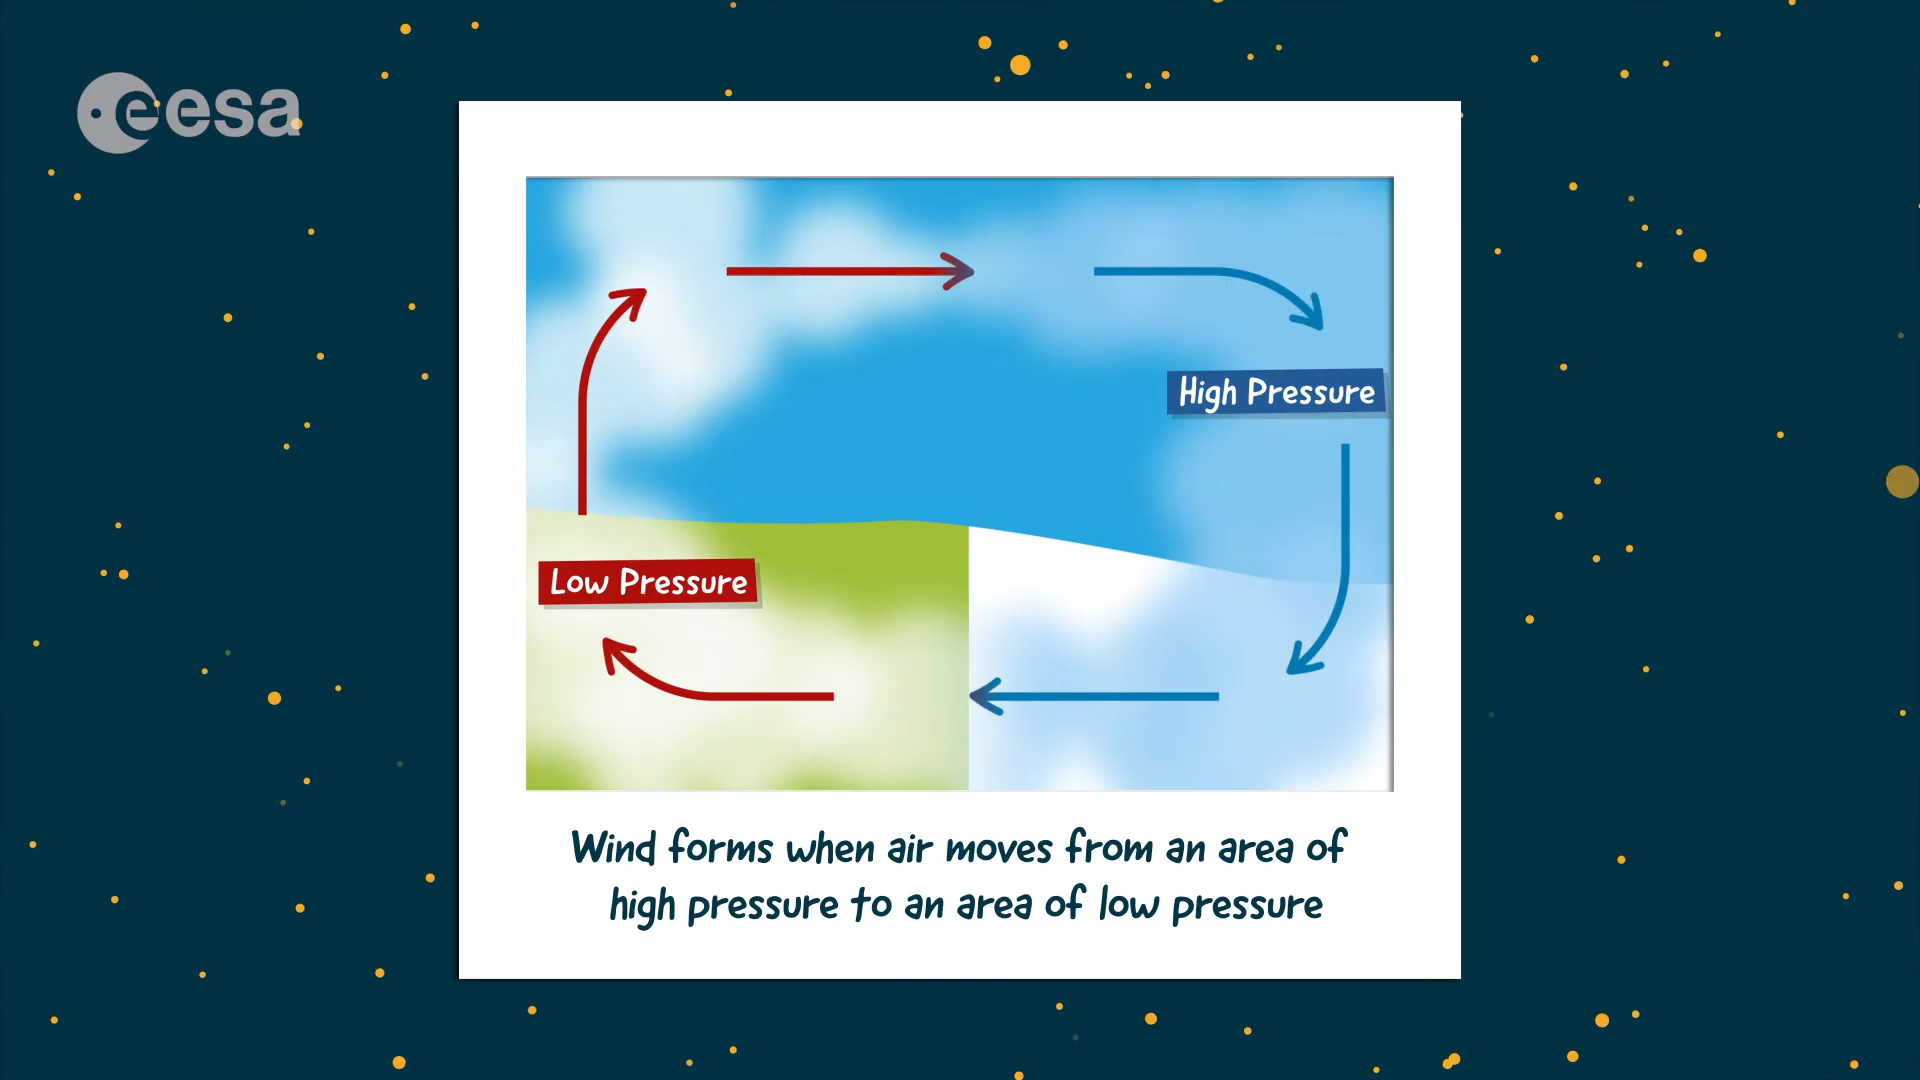 eesa
High Pressure
Low Pressure
Wind forms when air moves from an area of
high pressure to an area of low pressure